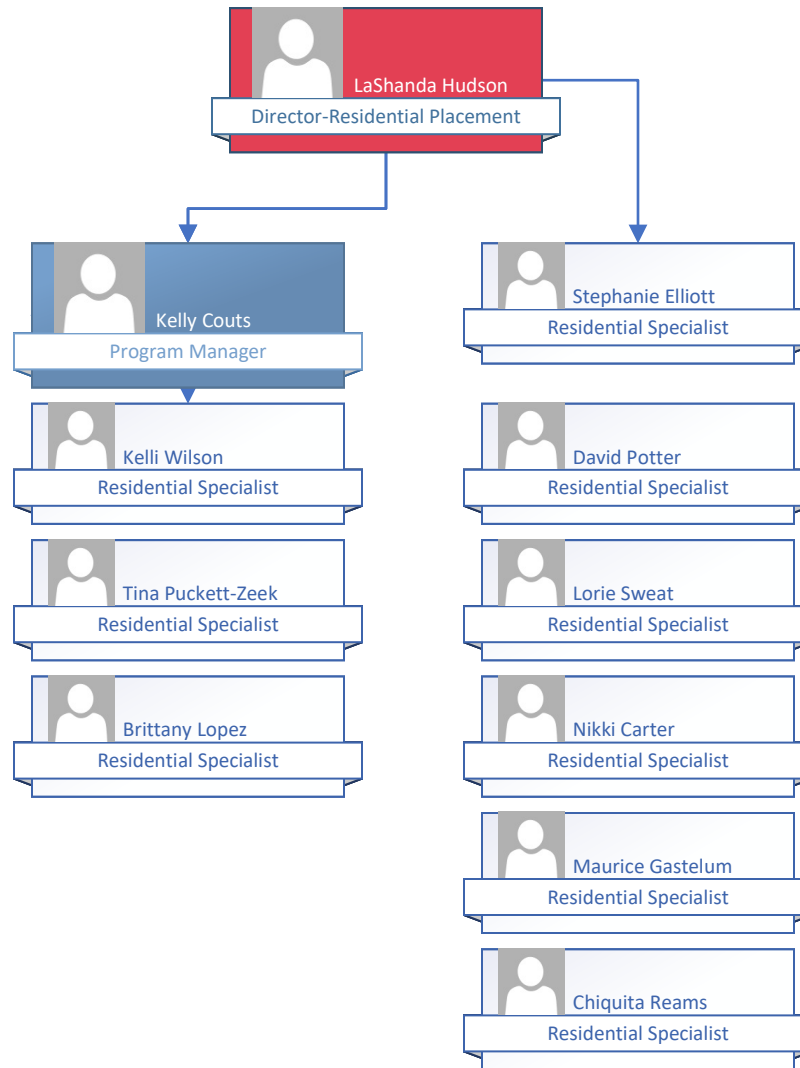 LaShanda Hudson
Director-Residential Placement
Kelly Couts
Program Manager
Kelli Wilson
Residential Specialist
Tina Puckett-Zeek
Residential Specialist
Brittany Lopez
Residential Specialist
Stephanie Elliott
Residential Specialist
David Potter
Residential Specialist
Lorie Sweat
Residential Specialist
Nikki Carter
Residential Specialist
Maurice Gastelum
Residential Specialist
Chiquita Reams
Residential Specialist